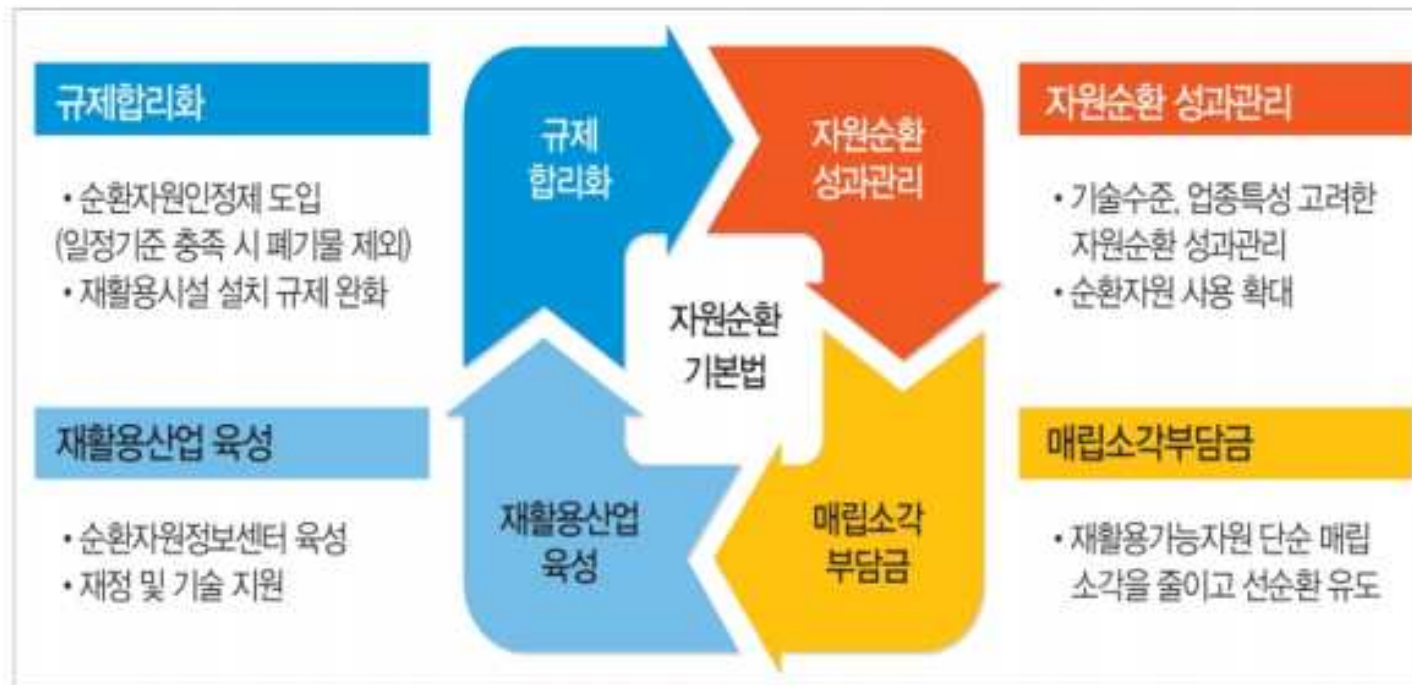 규제합리화
• 순환자원인정제 도입
(일정기준 충족 시 폐기물 제외)
• 재활용시설 설치 규제 완화
재활용산업 육성
• 순환자원정보센터 육성
• 재정 및 기술 지원
규제
합리화
자원순환
성과관리
자원순환
기본법
재활용산업
육성
매립소각
부담금
자원순환 성과관리
• 기술수준, 업종특성 고려한
자원순환 성과관리
• 순환자원 사용 확대
매립소각부담금
• 재활용가능자원 단순 매립
소각을 줄이고 선순환 유도